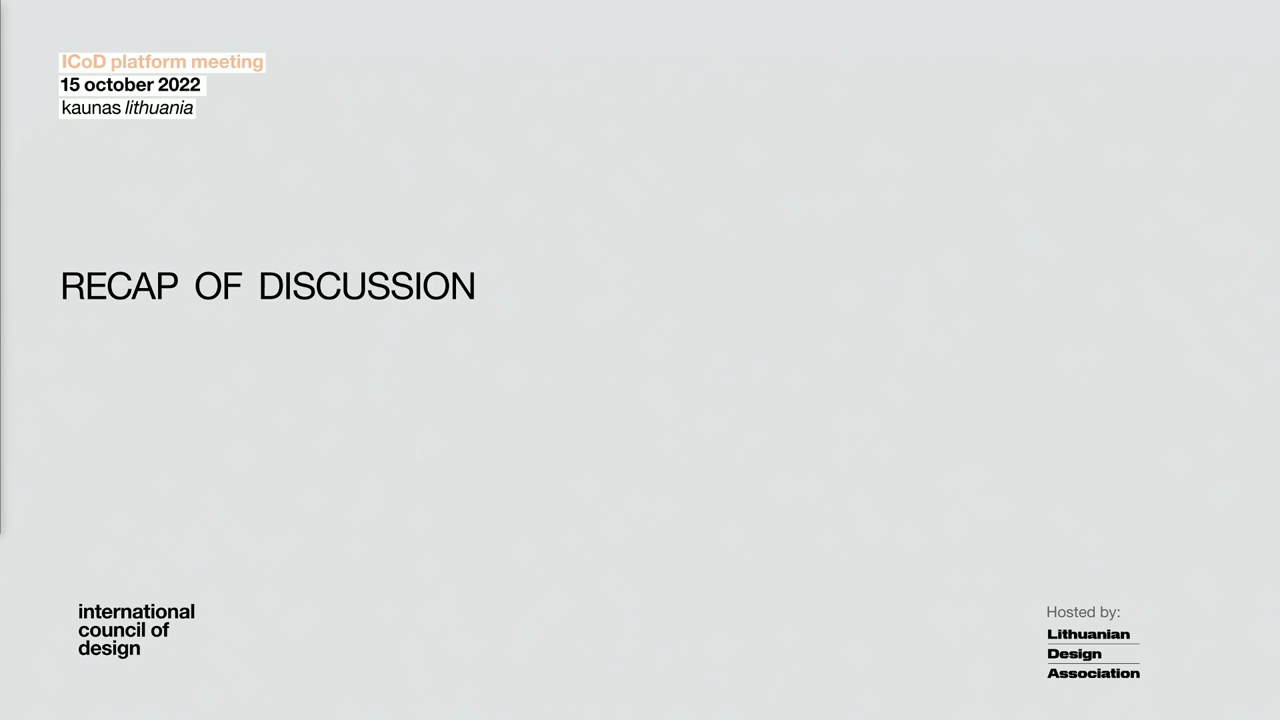 ICoD platform meeting
15 october 2022
kaunas lithuania
RECAP OF DISCUSSION
international
council of
design
Hosted by:
Lithuanian
Design
Association